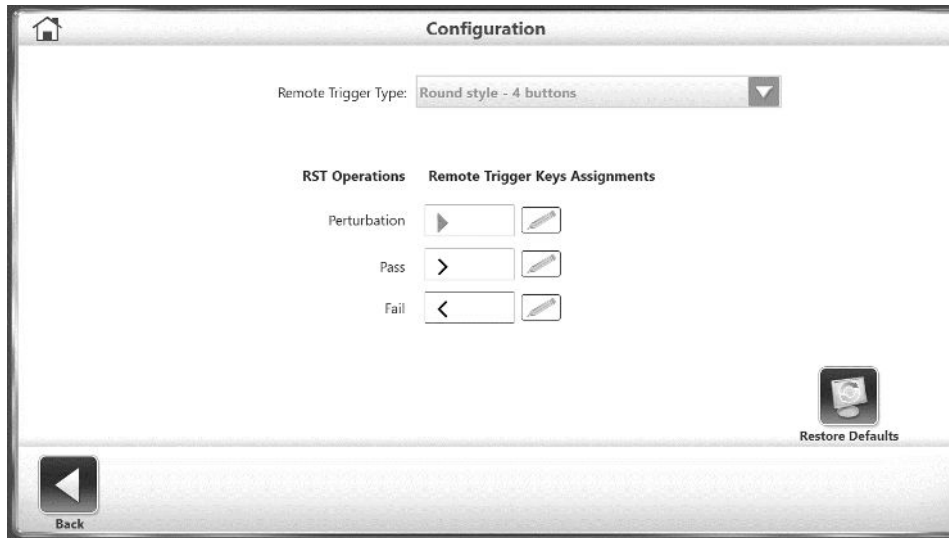 Configuration
Remote Trigger Type: Round style - 4 buttons
RST Operations Remote Trigger Keys Assignments
Perturbation
Pass >
Fail <
Restore Defaults
Back